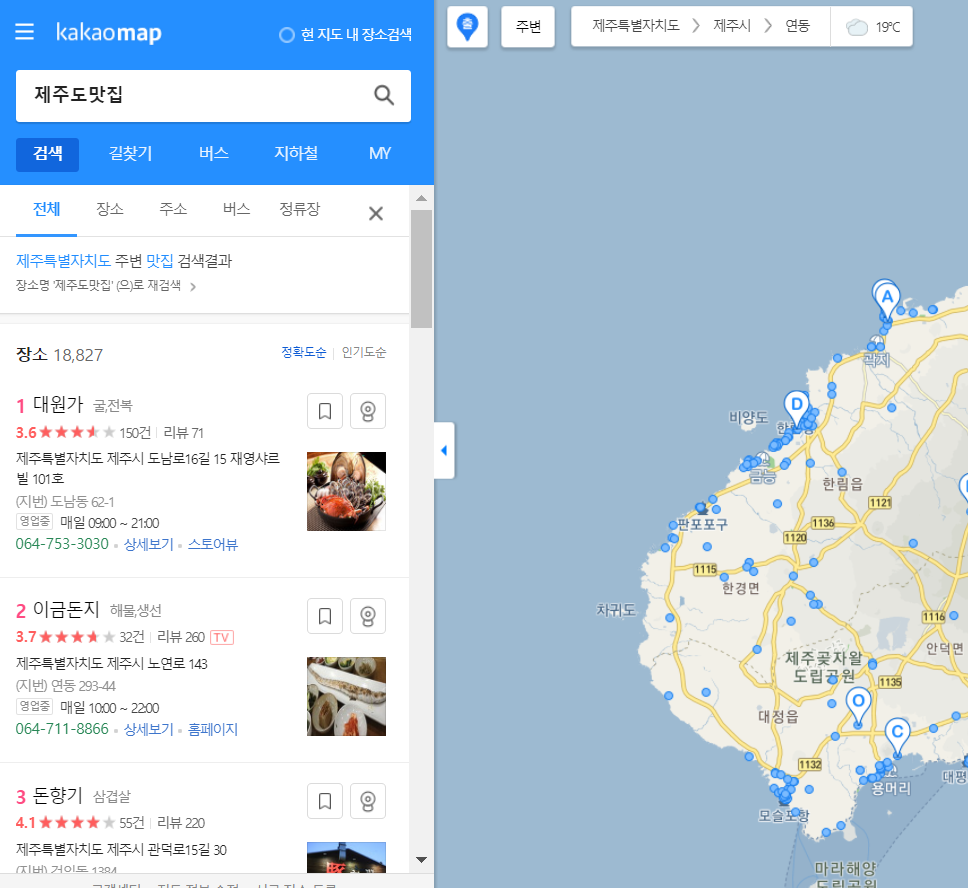 kakaomap
현 지도 내 장소검색
제주도맛집
검색 길찾기 버스 지하철 MY
전체 장소 주소 버스 정류장
제주특별자치도 주변 맛집 검색결과
장소명 '제주도맛집' (으)로 재검색 >
장소 18,827
정확도순 | 인기도순
1 대원가 굴,전복
3.6 ★★★★★ 150건 | 리뷰 71
제주특별자치도 제주시 도남로16길 15 재영샤르
빌 101호
(지번) 도남동 62-1
영업중 매일 09:00 ~ 21:00
064-753-3030 상세보기 스토어뷰
2 이금돈지 해물,생선
3.7 ★★★★★ 32건 | 리뷰 260 TV
제주특별자치도 제주시 노연로 143
(지번) 연동 293-44
영업중 매일 10:00 ~ 22:00
064-711-8866 상세보기 홈페이지
3 돈향기 삼겹살
4.1 ★★★★★ 55건 | 리뷰 220
제주특별자치도 제주시 관덕로15길 30
출
주변
제주특별자치도 > 제주시 > 연동
19℃
A
곽지
D
비양도
금능
한림읍
1121
판포포구
1136
1120
1115
한경면
차귀도
1116
안덕면
제주곶자왈
도립공원
1135
O
대정읍
C
1132
용머리
대평
모슬포항
마라해양
도립공원